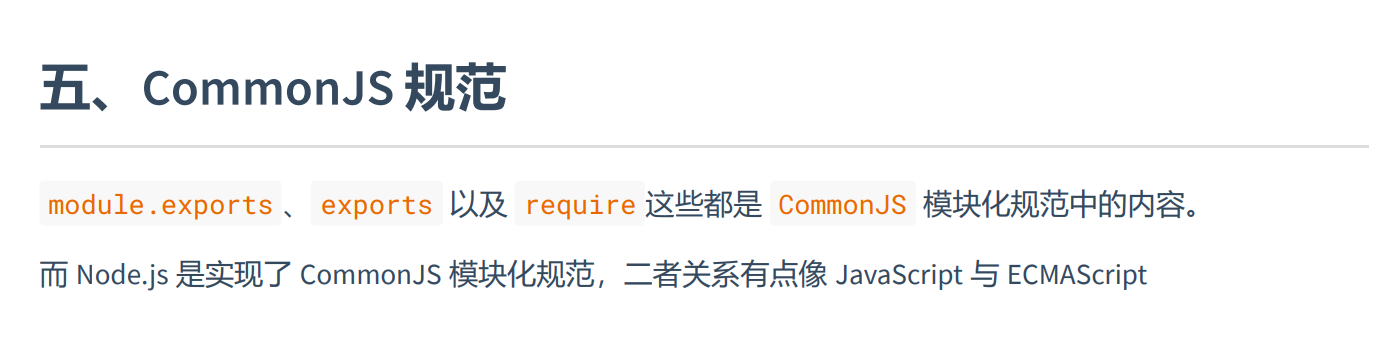 五、CommonJS 规范
module.exports 、 exports 以及 require 这些都是 CommonJS 模块化规范中的内容。
而 Node.js 是实现了 CommonJS 模块化规范，二者关系有点像 JavaScript 与 ECMAScript